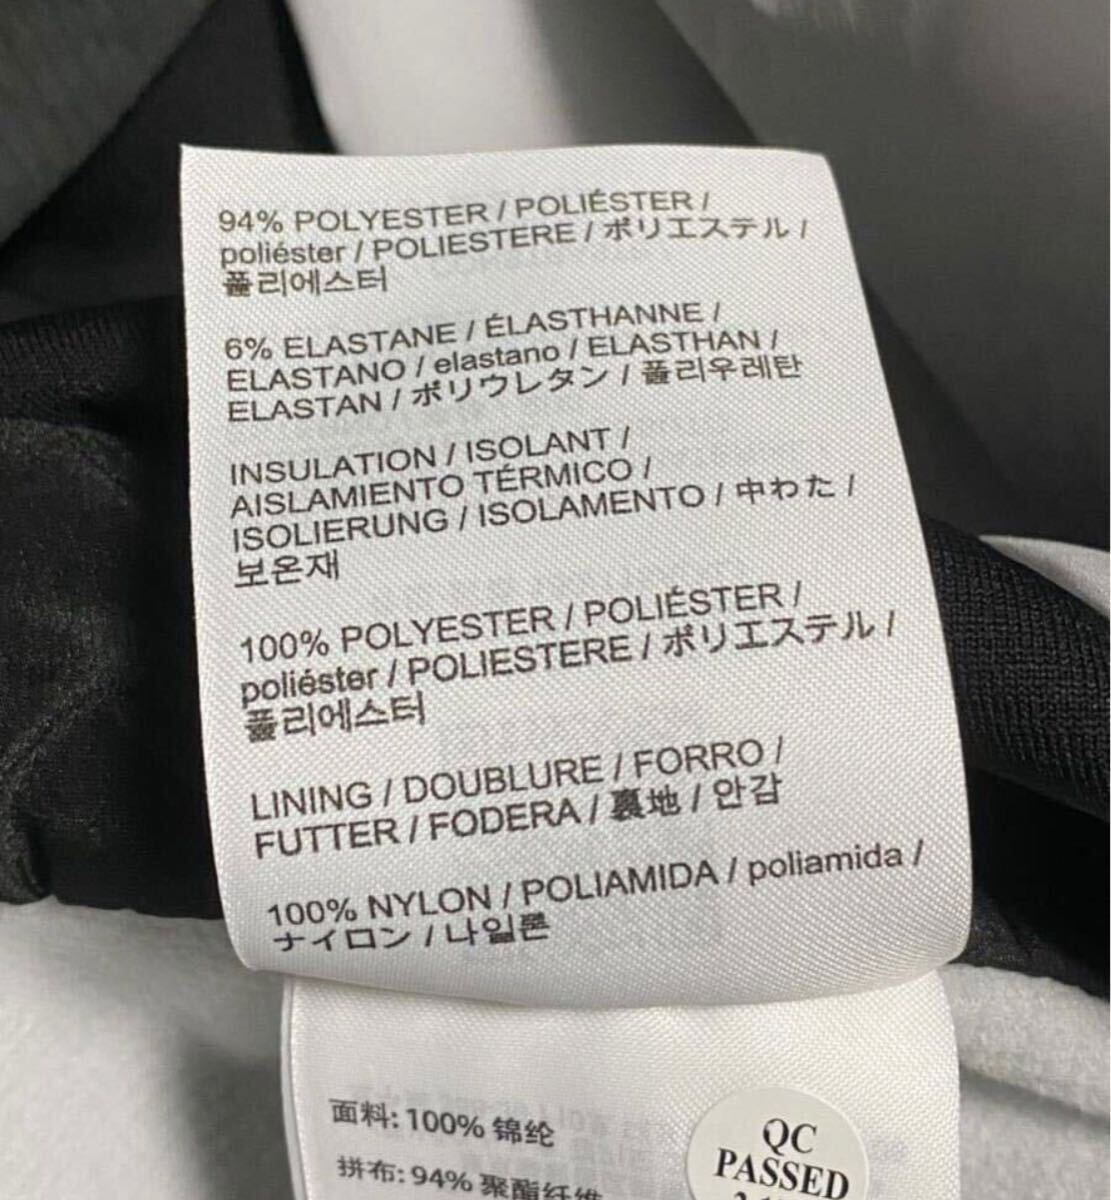 94% POLYESTER / POLIÉSTER /
poliéster / POLIESTERE / ポリエステル /
폴리에스터
6% ELASTANE / ÉLASTHANNE /
ELASTANO / elastano / ELASTHAN /
ELASTAN / ポリウレタン / 폴리우레탄
INSULATION / ISOLANT /
AISLAMIENTO TÉRMICO /
ISOLIERUNG / ISOLAMENTO / 中わた /
보온재
100% POLYESTER / POLIÉSTER /
poliéster / POLIESTERE / ポリエステル /
폴리에스터
LINING / DOUBLURE / FORRO /
FUTTER / FODERA / 裏地 / 안감
100% NYLON / POLIAMIDA / poliamida /
ナイロン / 나일론
面料: 100% 锦纶
拼布: 94% 聚酯纤维
QC
PASSED